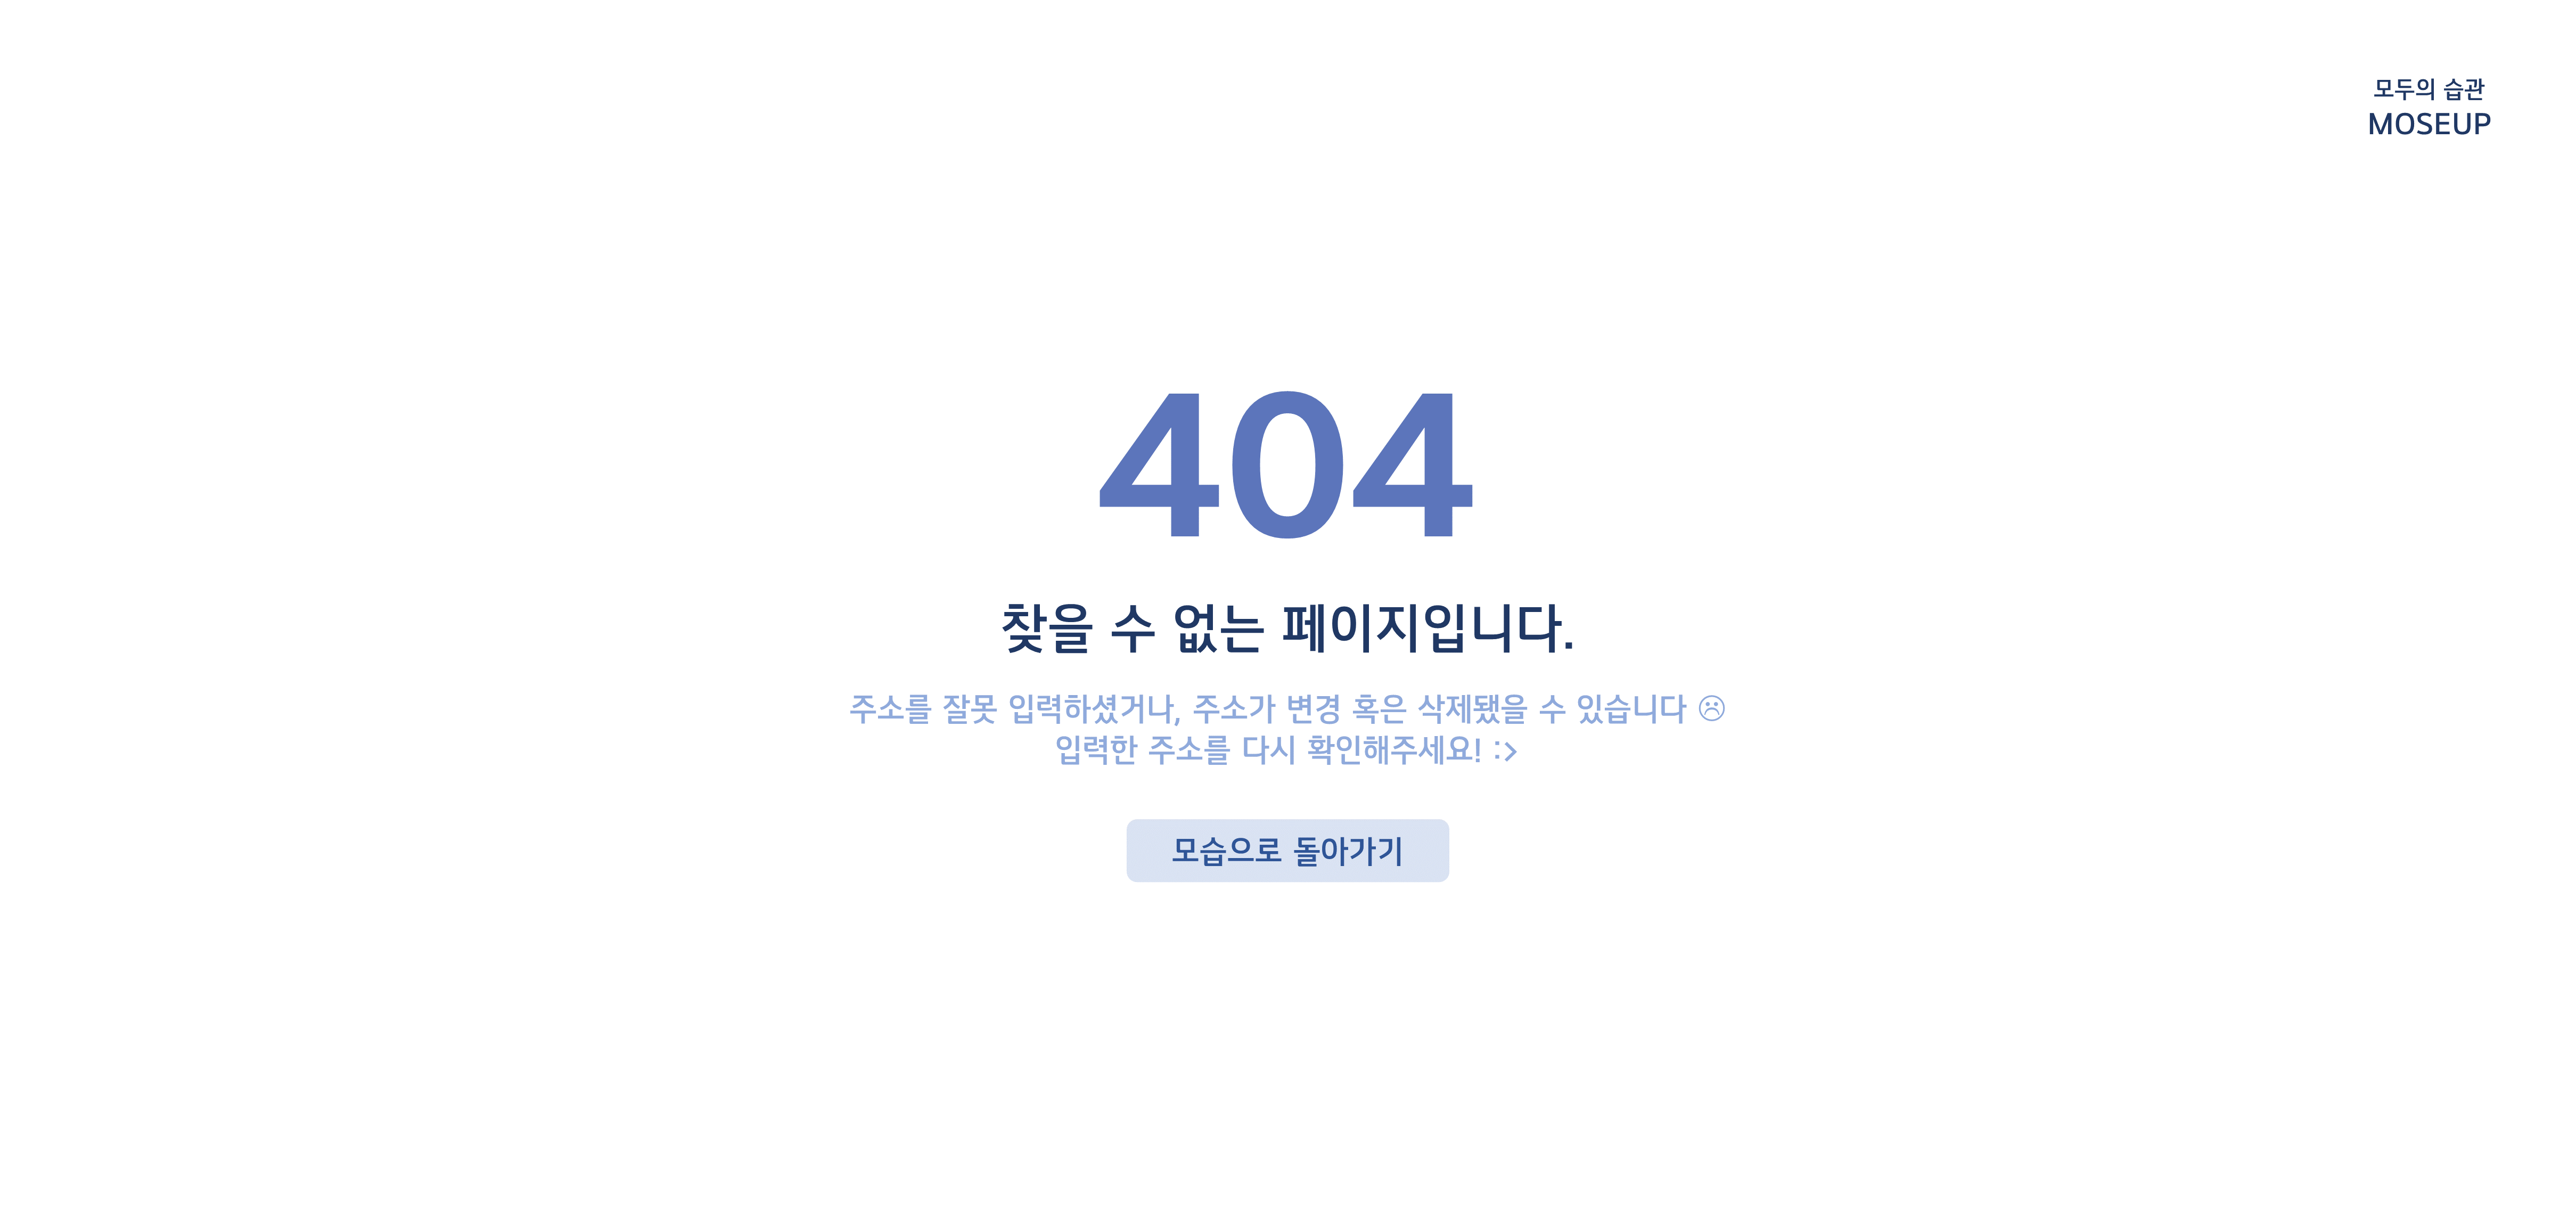 모두의 습관
MOSEUP
404
찾을 수 없는 페이지입니다.
주소를 잘못 입력하셨거나, 주소가 변경 혹은 삭제됐을 수 있습니다 ☹
입력한 주소를 다시 확인해주세요! :>
모습으로 돌아가기